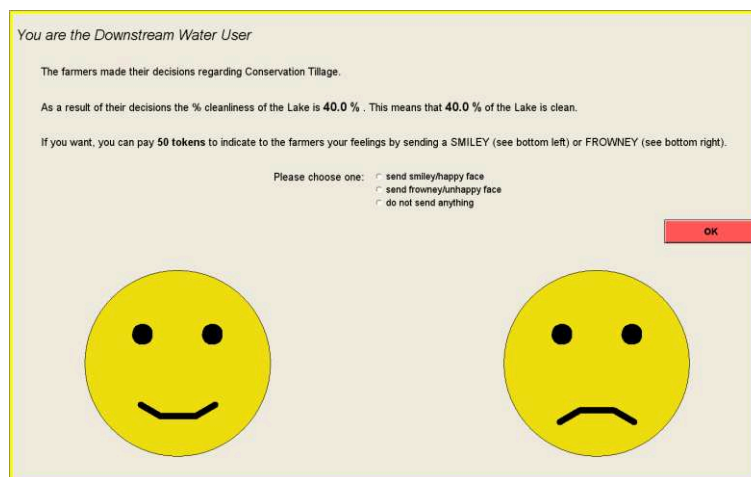 You are the Downstream Water User
The farmers made their decisions regarding Conservation Tillage.
As a result of their decisions the % cleanliness of the Lake is 40.0 % . This means that 40.0 % of the Lake is clean.
If you want, you can pay 50 tokens to indicate to the farmers your feelings by sending a SMILEY (see bottom left) or FROWNEY (see bottom right).
Please choose one: send smiley/happy face
send frowney/unhappy face
do not send anything
OK